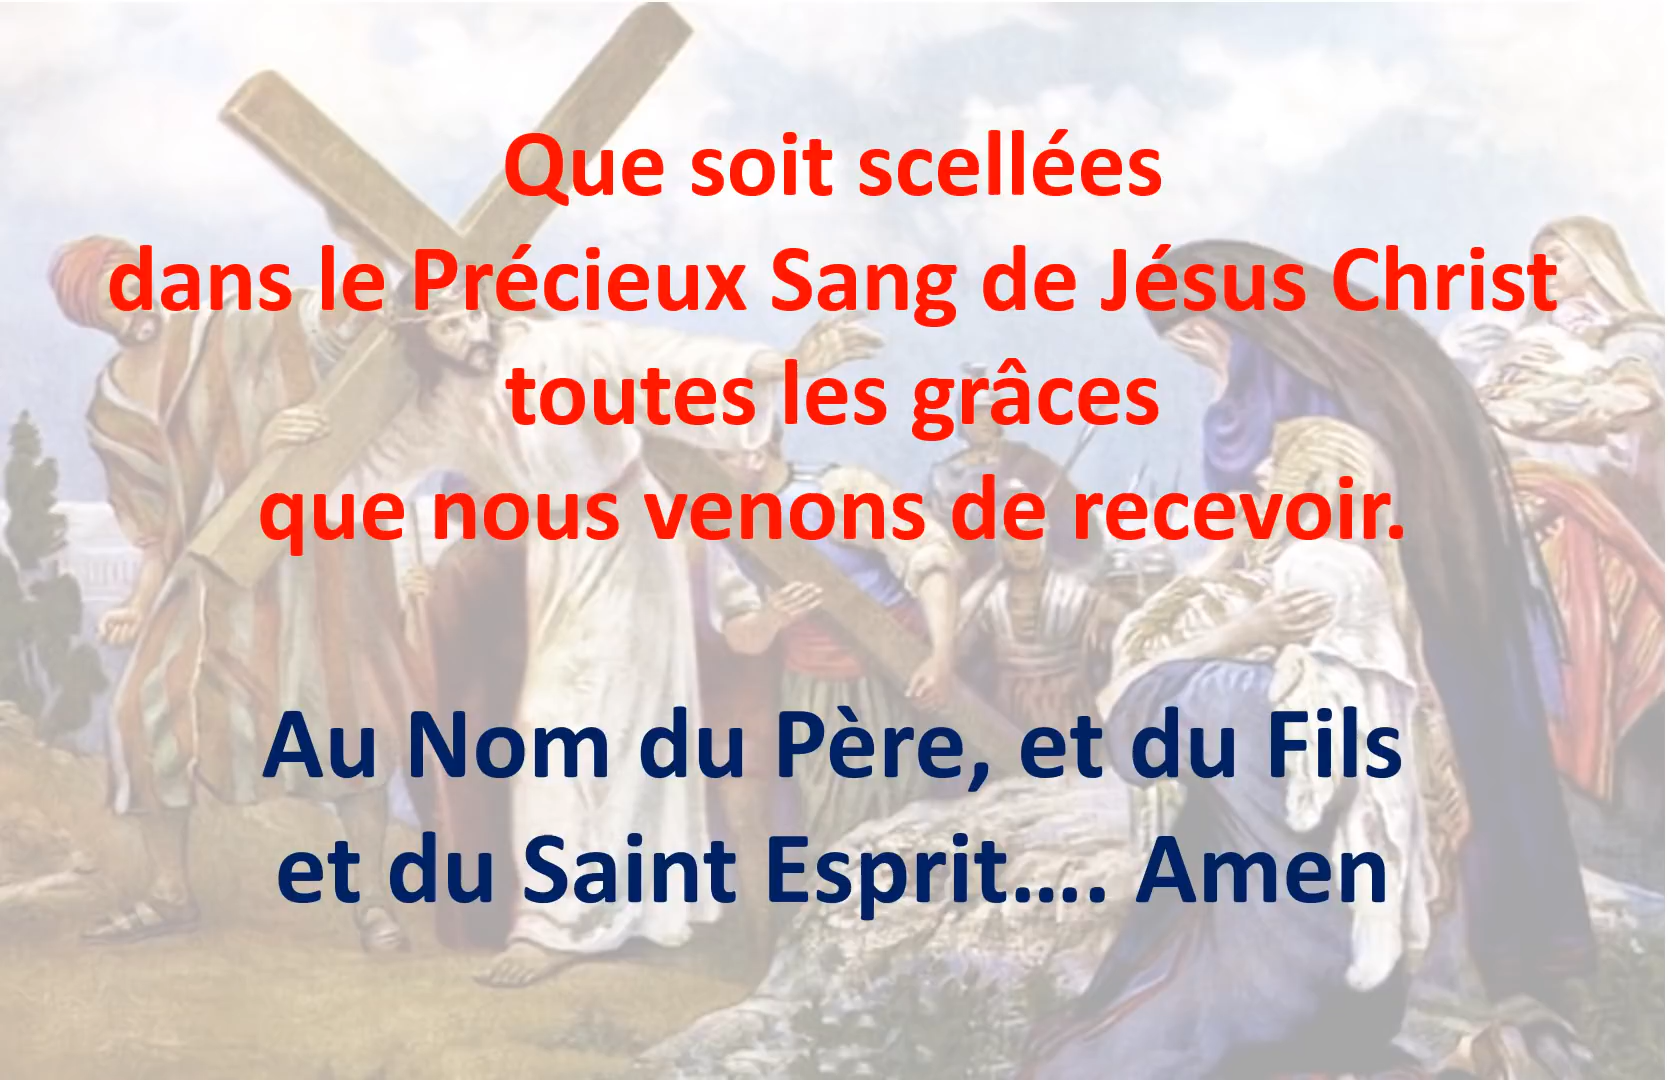 Que soit scellées
dans le Précieux Sang de Jésus Christ
toutes les grâces
que nous venons de recevoir.
Au Nom du Père, et du Fils
et du Saint Esprit…. Amen